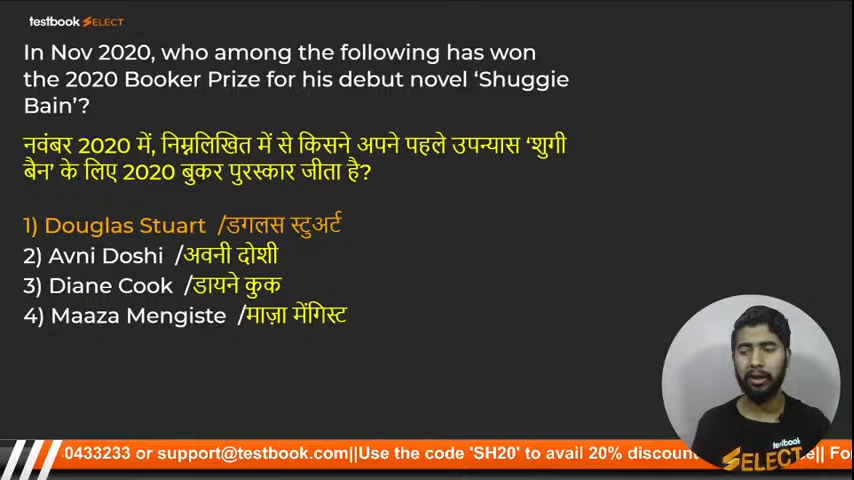 testbook SELECT
In Nov 2020, who among the following has won
the 2020 Booker Prize for his debut novel ‘Shuggie
Bain’?
नवंबर 2020 में, निम्नलिखित में से किसने अपने पहले उपन्यास ‘शुगी
बैन’ के लिए 2020 बुकर पुरस्कार जीता है?
1) Douglas Stuart /डगलस स्टुअर्ट
2) Avni Doshi /अवनी दोशी
3) Diane Cook /डायने कुक
4) Maaza Mengiste /माज़ा मेंगिस्ट
testbook
SELECT
0433233 or support@testbook.com||Use the code 'SH20' to avail 20% discount
|| Fo